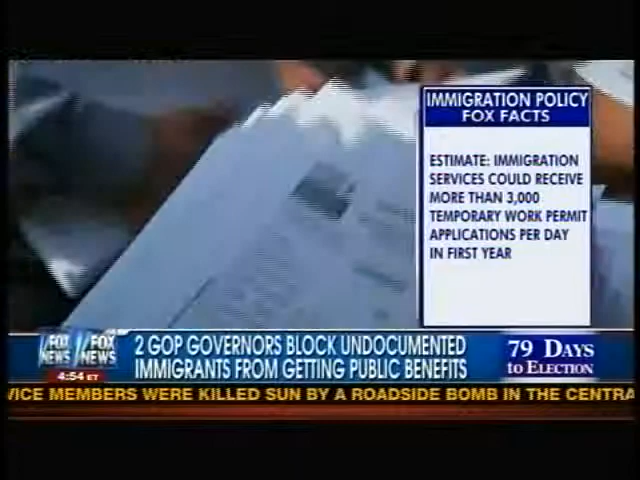 IMMIGRATION POLICY
FOX FACTS
ESTIMATE: IMMIGRATION
SERVICES COULD RECEIVE
MORE THAN 3,000
TEMPORARY WORK PERMIT
APPLICATIONS PER DAY
IN FIRST YEAR
FOX NEWS FOX NEWS
4:54 ET
2 GOP GOVERNORS BLOCK UNDOCUMENTED
IMMIGRANTS FROM GETTING PUBLIC BENEFITS
79 DAYS
TO ELECTION
VICE MEMBERS WERE KILLED SUN BY A ROADSIDE BOMB IN THE CENTRA